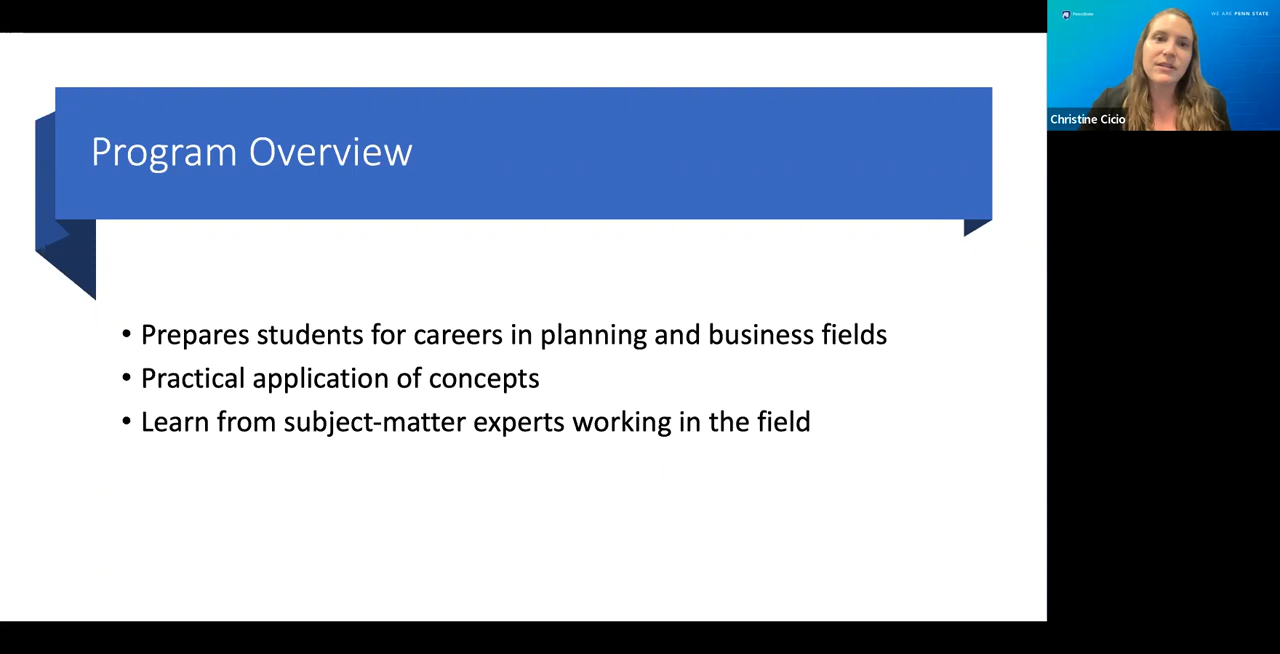 Program Overview
• Prepares students for careers in planning and business fields
• Practical application of concepts
• Learn from subject-matter experts working in the field
PennState
WE ARE PENN STATE
Christine Cicio